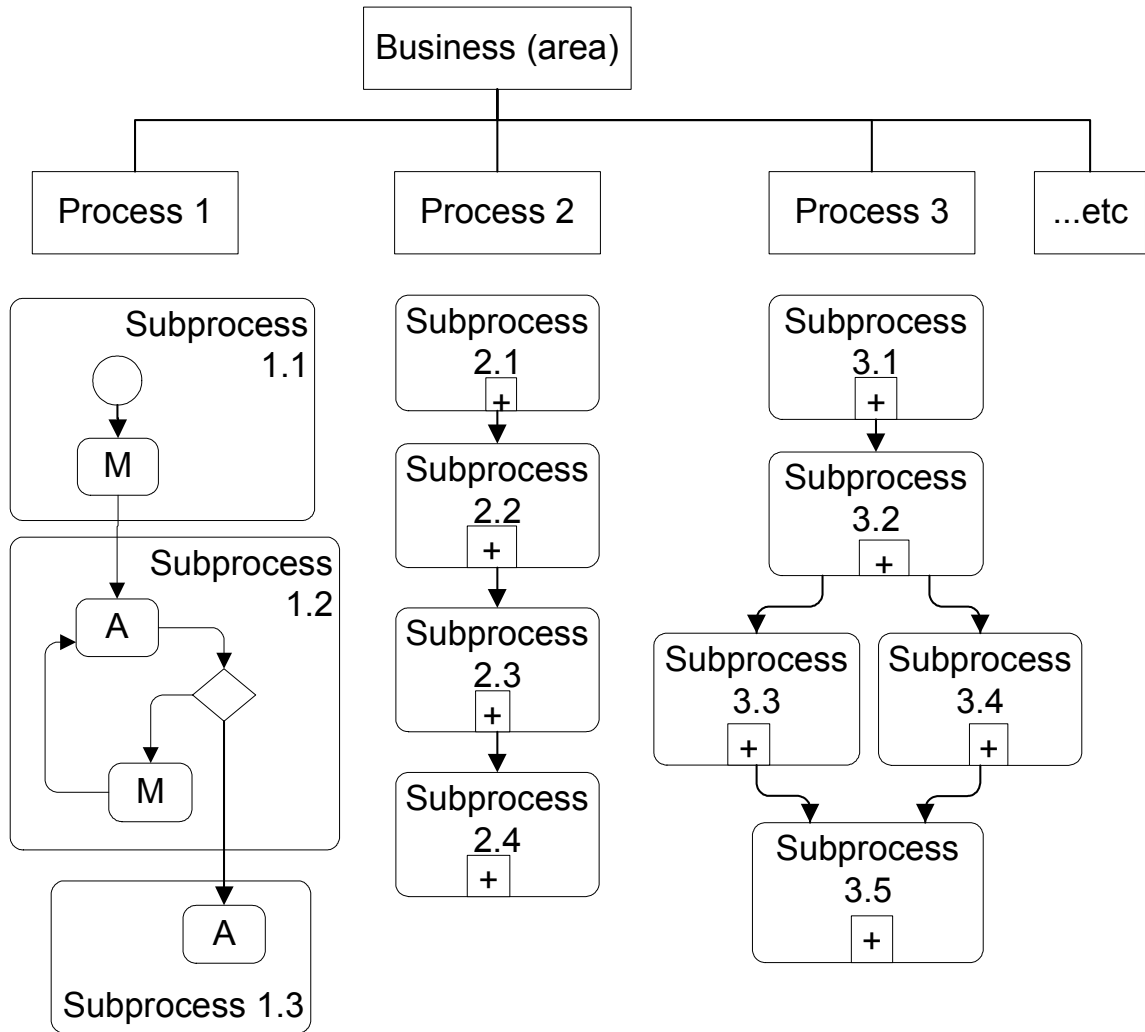 Business (area)
Process 1
Process 2
Process 3
...etc
Subprocess
1.1
M
Subprocess
1.2
A
M
A
Subprocess 1.3
Subprocess
2.1
+
Subprocess
2.2
+
Subprocess
2.3
+
Subprocess
2.4
+
Subprocess
3.1
+
Subprocess
3.2
+
Subprocess
3.3
+
Subprocess
3.4
+
Subprocess
3.5
+